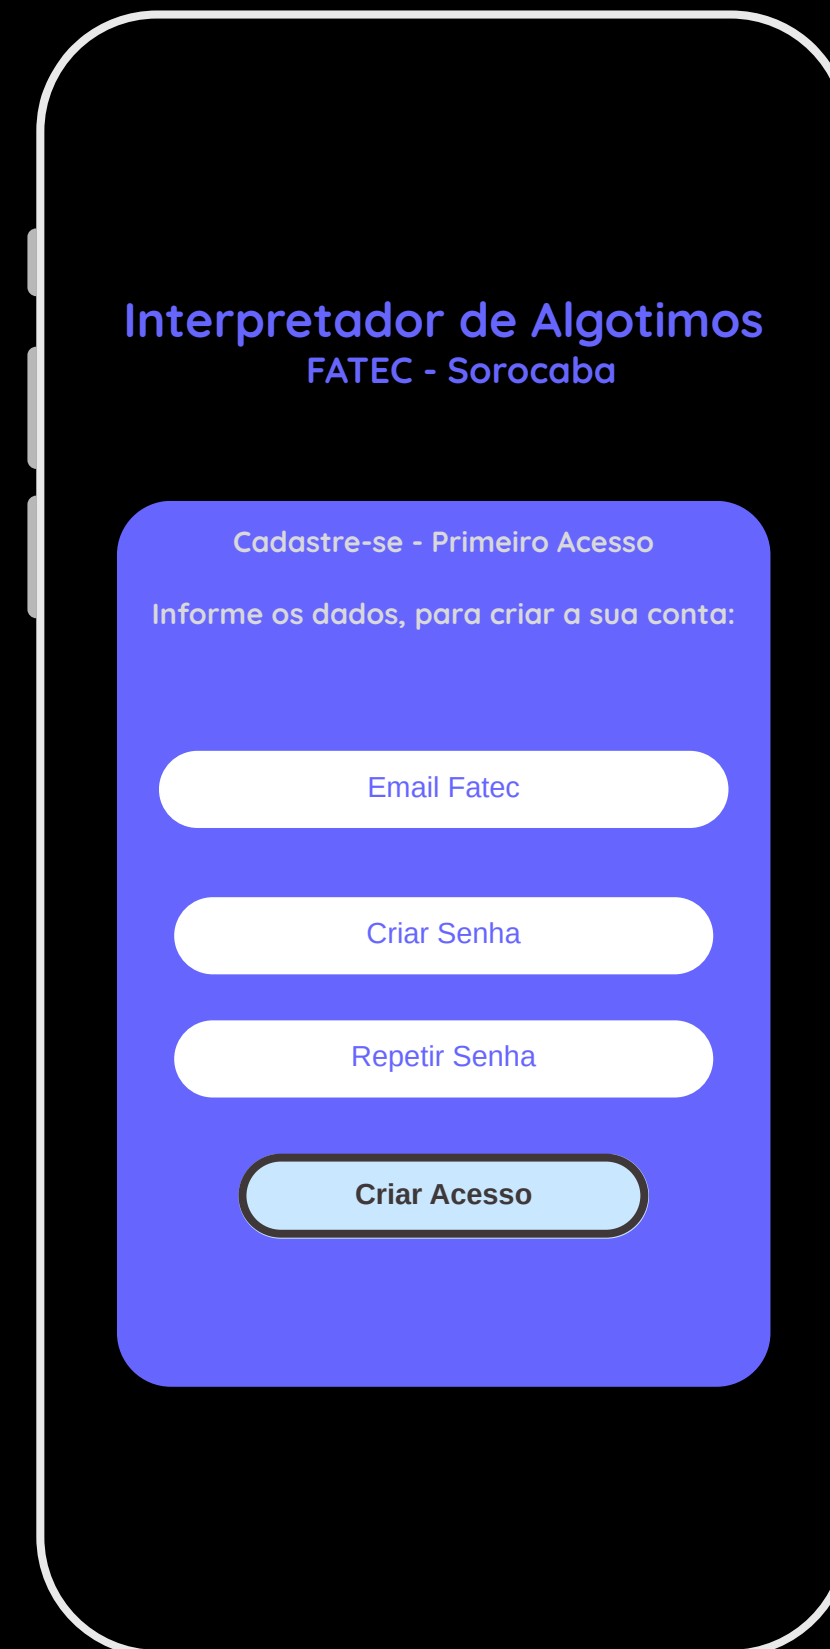 Interpretador de Algotimos
FATEC - Sorocaba
Cadastre-se - Primeiro Acesso
Informe os dados, para criar a sua conta:
Email Fatec
Criar Senha
Repetir Senha
Criar Acesso